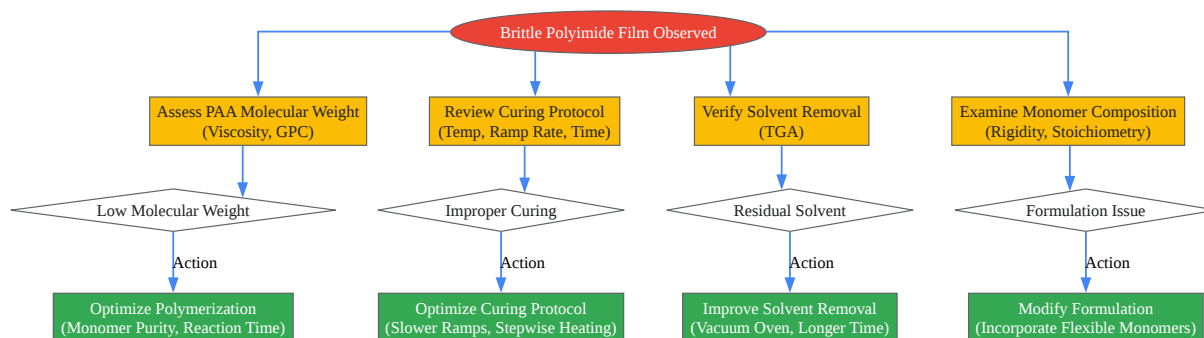 Brittle Polyimide Film Observed
Assess PAA Molecular Weight
(Viscosity, GPC)
Review Curing Protocol
(Temp, Ramp Rate, Time)
Verify Solvent Removal
(TGA)
Examine Monomer Composition
(Rigidity, Stoichiometry)
Low Molecular Weight
Improper Curing
Residual Solvent
Formulation Issue
Action
Action
Action
Action
Optimize Polymerization
(Monomer Purity, Reaction Time)
Optimize Curing Protocol
(Slower Ramps, Stepwise Heating)
Improve Solvent Removal
(Vacuum Oven, Longer Time)
Modify Formulation
(Incorporate Flexible Monomers)